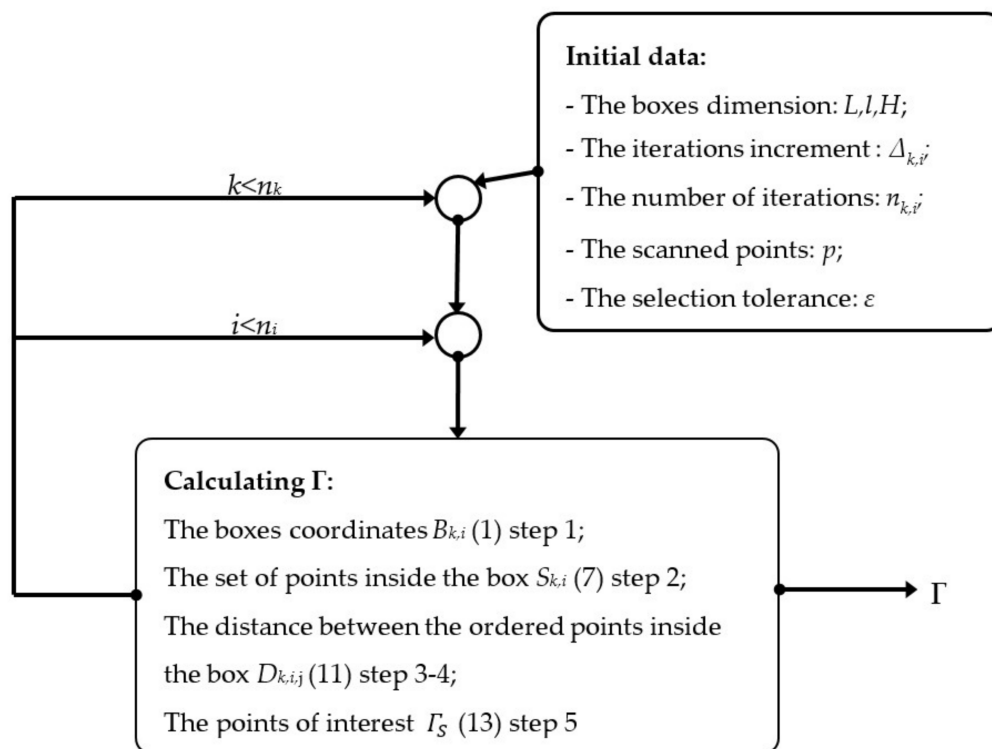 Initial data:
- The boxes dimension: L,l,H;
- The iterations increment : Δk,i;
- The number of iterations: nk,i;
- The scanned points: p;
- The selection tolerance: ε
k<nk
i<ni
Calculating Γ:
The boxes coordinates Bk,i (1) step 1;
The set of points inside the box Sk,i (7) step 2;
The distance between the ordered points inside
the box Dk,i,j (11) step 3-4;
The points of interest ΓS (13) step 5
Γ